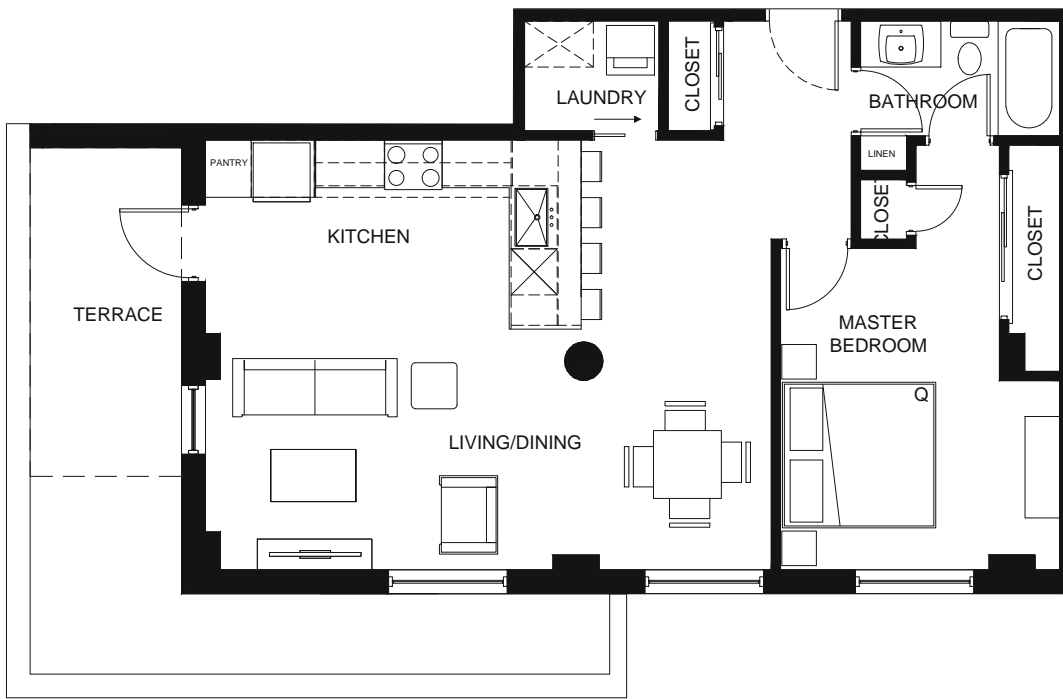 LAUNDRY
CLOSET
BATHROOM
PANTRY
LINEN
CLOSET
CLOSET
KITCHEN
TERRACE
MASTER
BEDROOM
Q
LIVING/DINING